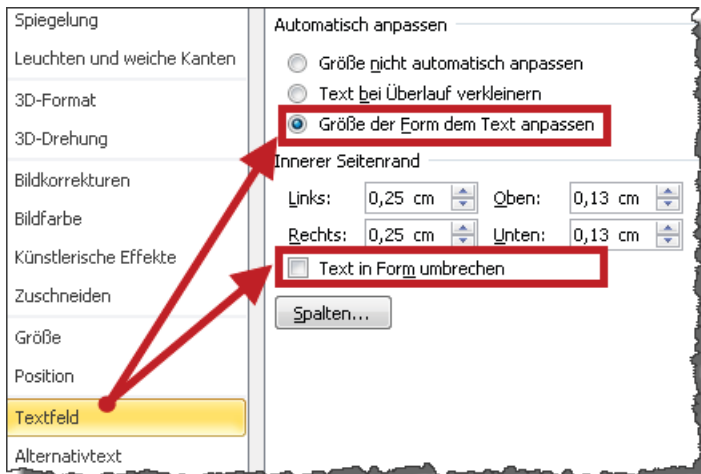 Spiegelung
Leuchten und weiche Kanten
3D-Format
3D-Drehung
Bildkorrekturen
Bildfarbe
Künstlerische Effekte
Zuschneiden
Größe
Position
Textfeld
Alternativtext
Automatisch anpassen
Größe nicht automatisch anpassen
Text bei Überlauf verkleinern
Größe der Form dem Text anpassen
Innerer Seitenrand
Links: 0,25 cm Oben: 0,13 cm
Rechts: 0,25 cm Unten: 0,13 cm
Text in Form umbrechen
Spalten...